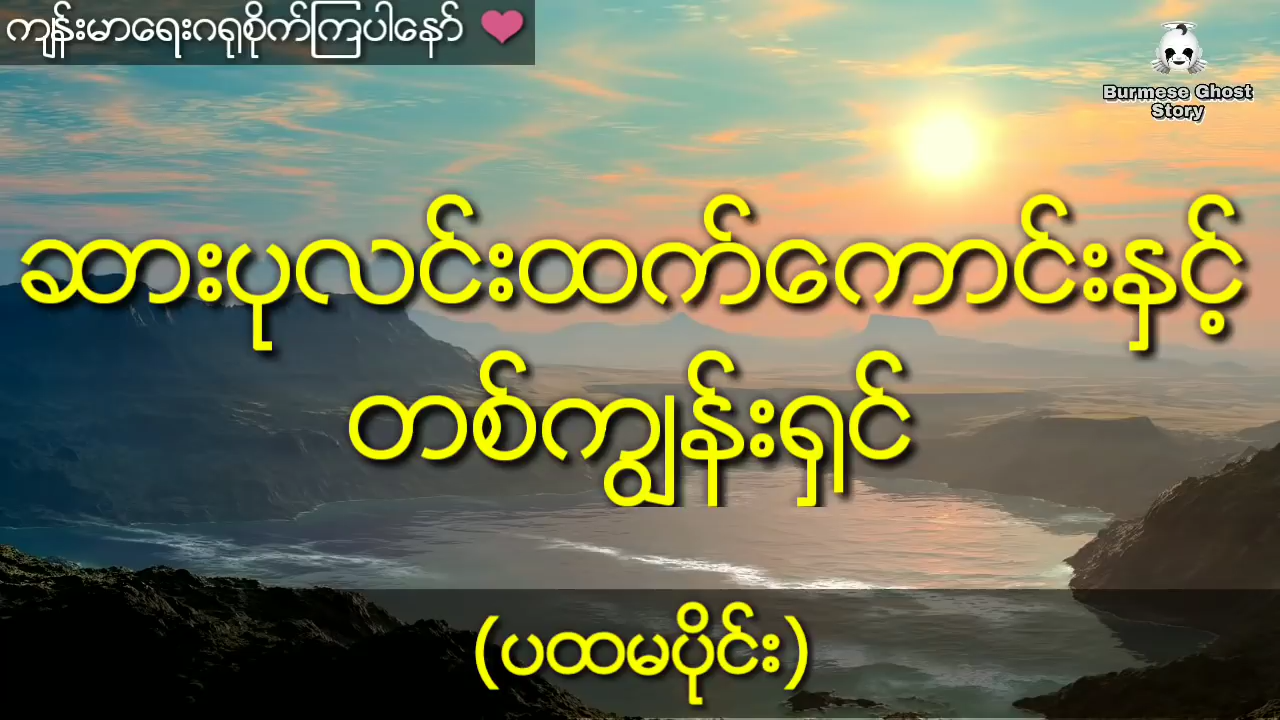 ကျန်းမာရေးဂရုစိုက်ကြပါနော် ❤
Burmese Ghost
Story
ဆားပုလင်းထက်ကောင်းနှင့်
တစ်ကျွန်းရှင်
(ပထမပိုင်း)